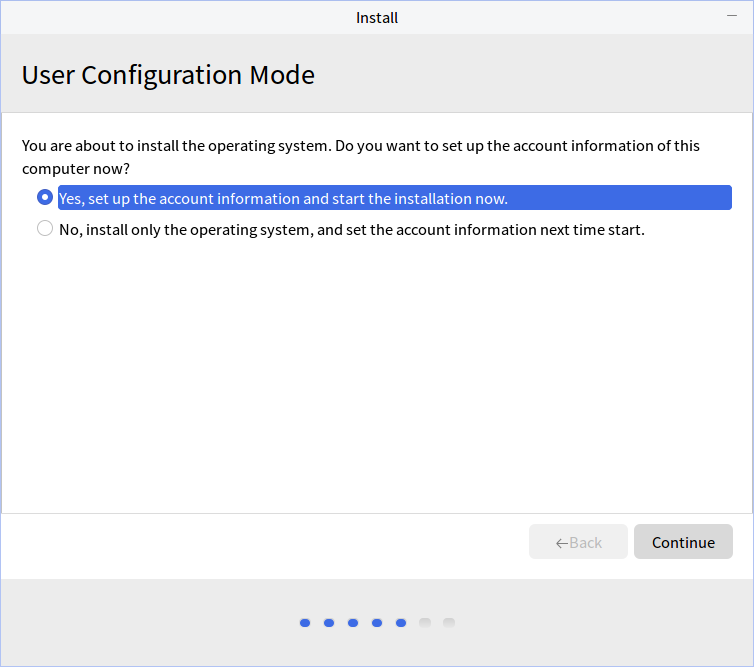 Install
User Configuration Mode
You are about to install the operating system. Do you want to set up the account information of this
computer now?
Yes, set up the account information and start the installation now.
No, install only the operating system, and set the account information next time start.
←Back
Continue